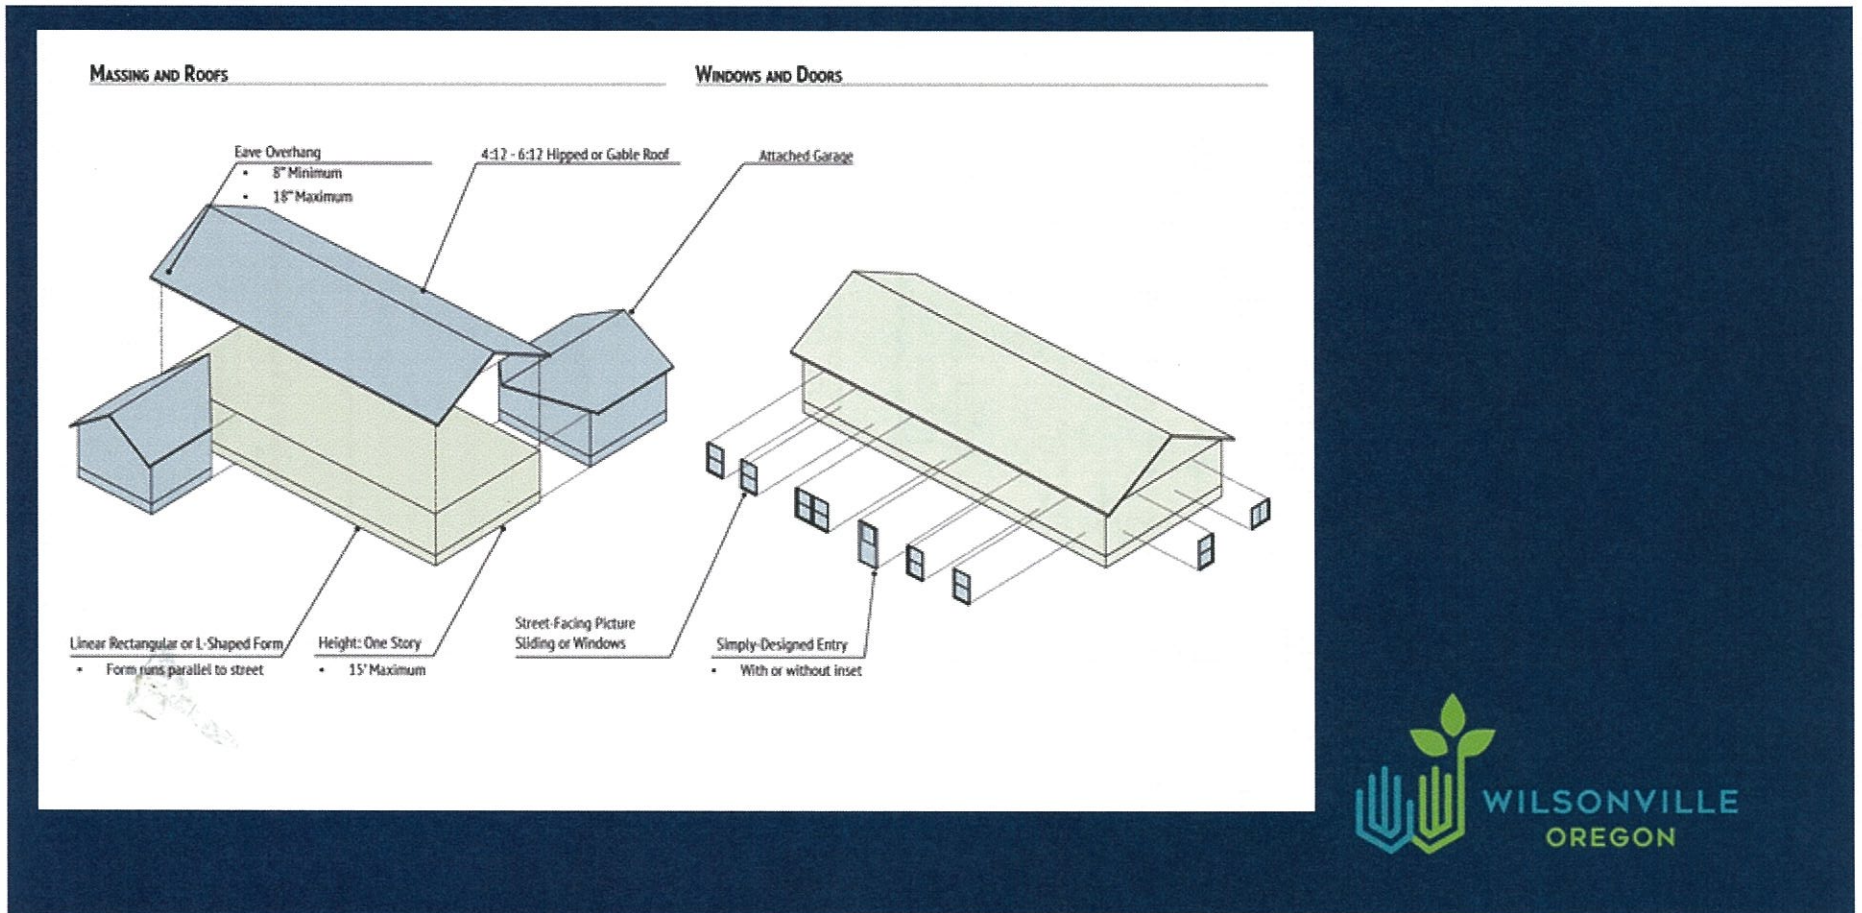 MASSING AND ROOFS
WINDOWS AND DOORS
Eave Overhang
• 8" Minimum
• 18" Maximum
4:12 - 6:12 Hipped or Gable Roof
Attached Garage
Linear Rectangular or L-Shaped Form
• Form runs parallel to street
Height: One Story
• 15' Maximum
Street-Facing Picture
Sliding or Windows
Simply-Designed Entry
• With or without inset
WILSONVILLE
OREGON